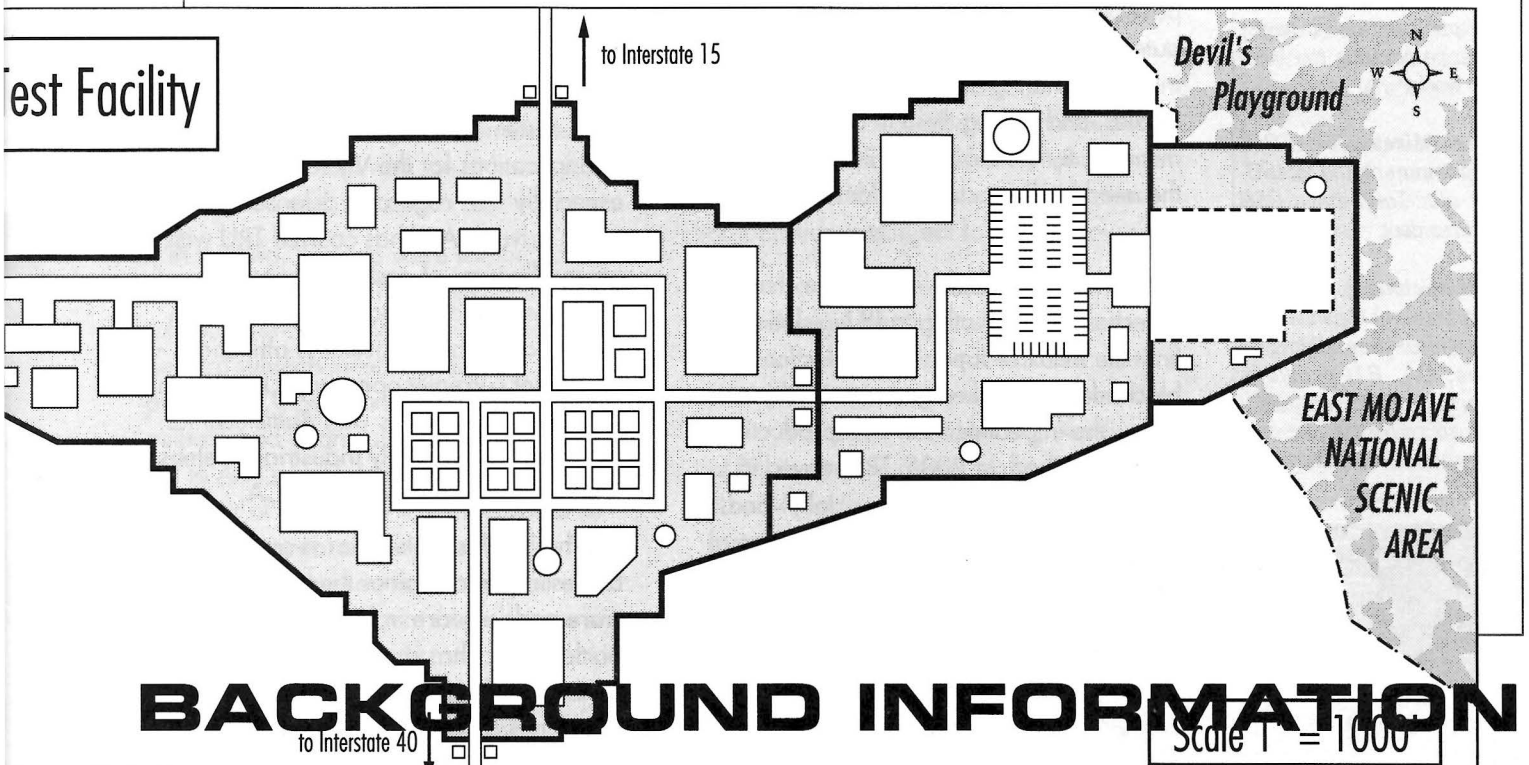 to Interstate 15
Test Facility
Devil's
Playground
N
W E
S
EAST MOJAVE
NATIONAL
SCENIC
AREA
BACKGROUND INFORMATION
to Interstate 40
Scale 1" = 1000'